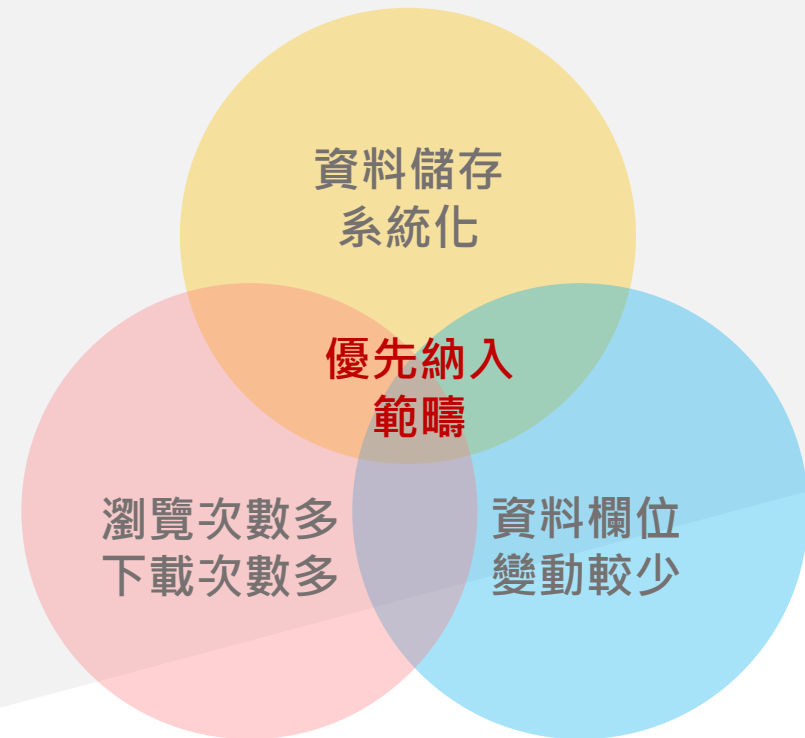 資料儲存
系統化
優先納入
範疇
瀏覽次數多
下載次數多
資料欄位
變動較少